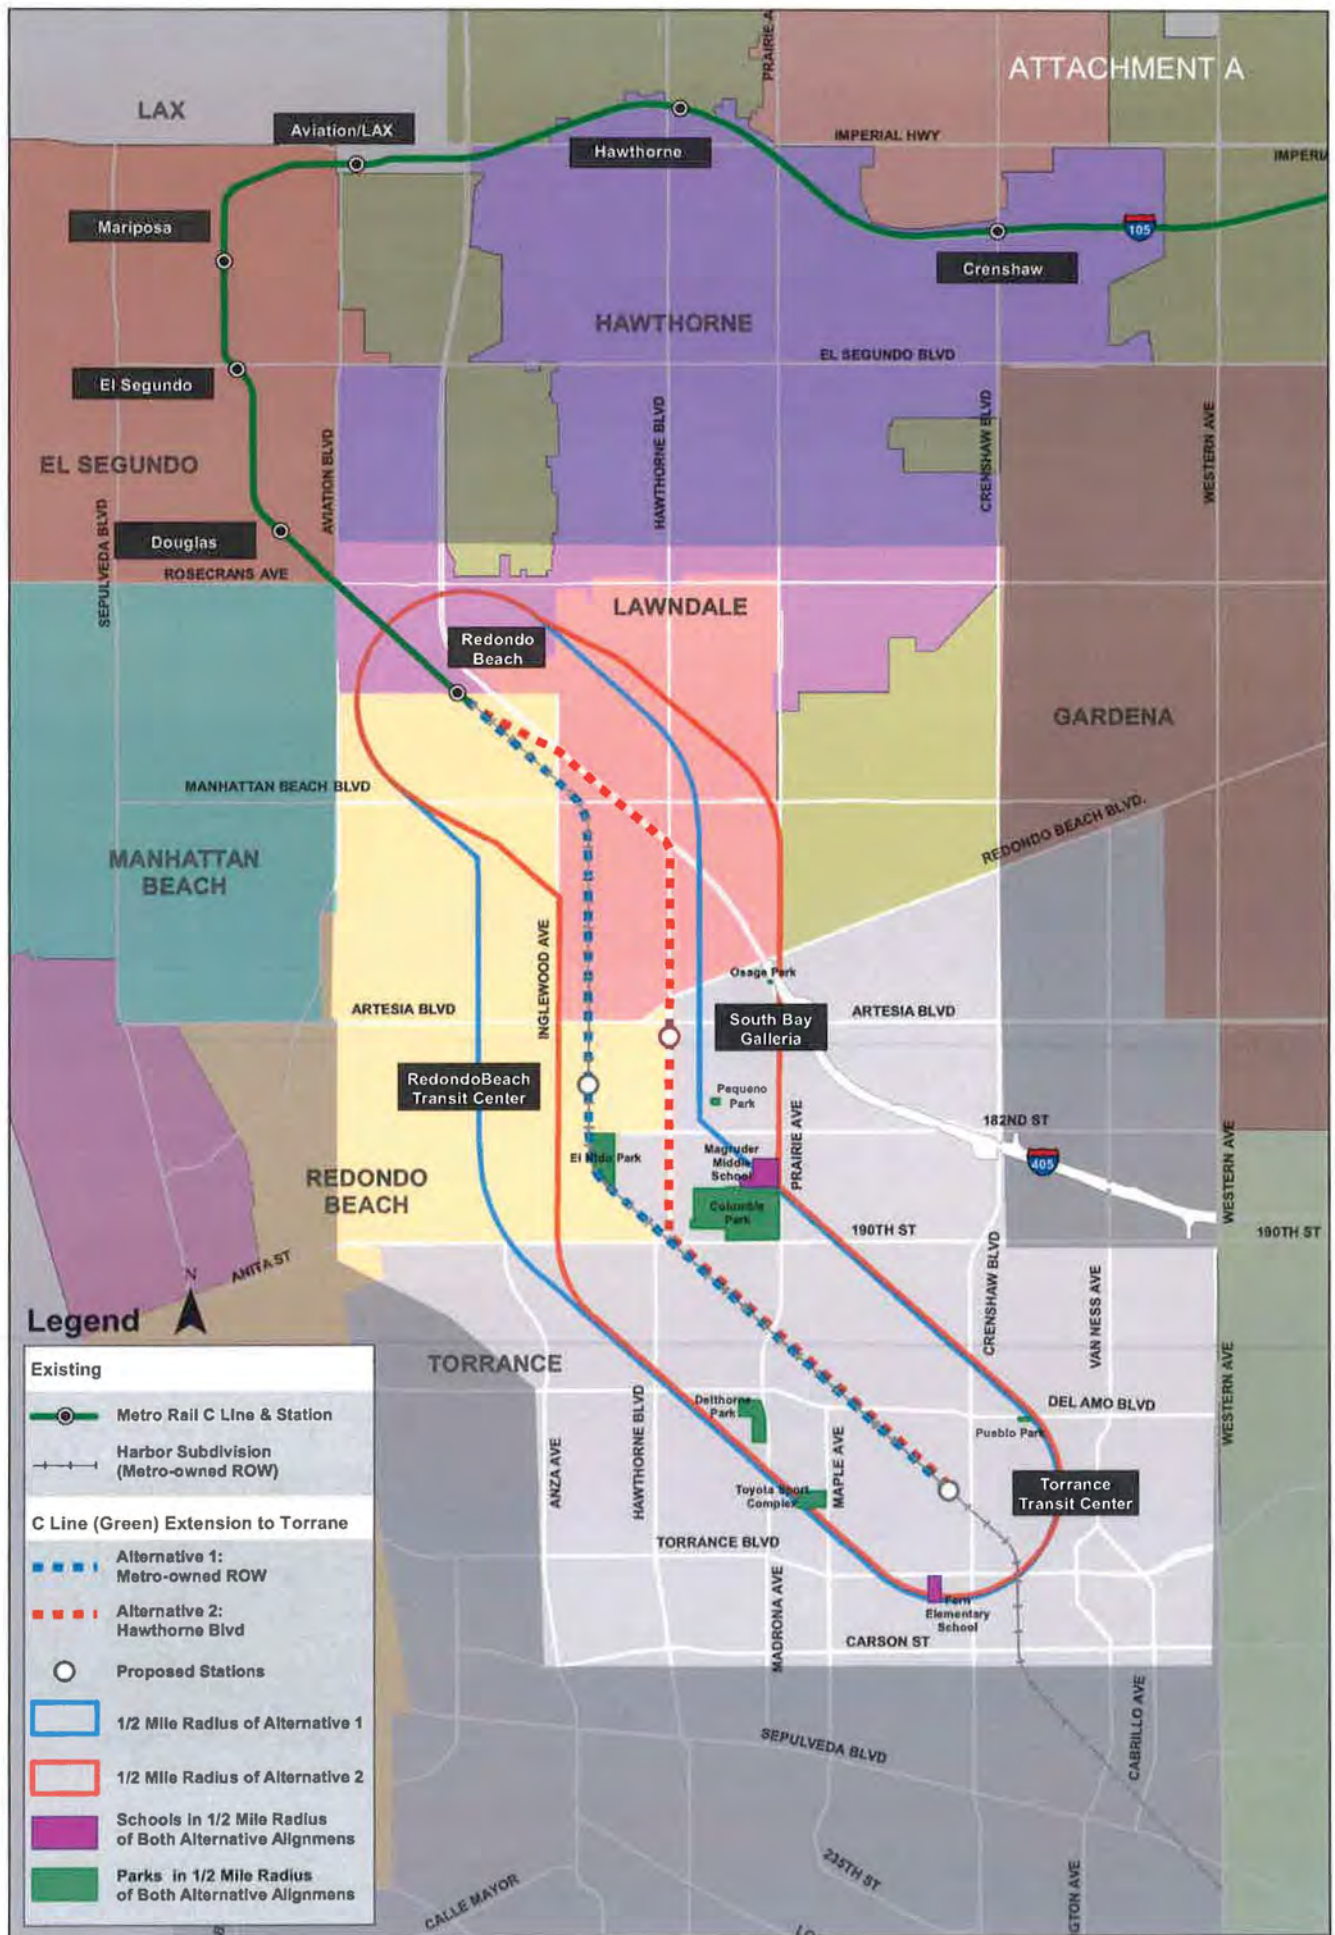 ATTACHMENT A
LAX
Aviation/LAX
Hawthorne
IMPERIAL HWY
Mariposa
105
Crenshaw
HAWTHORNE
EL SEGUNDO BLVD
El Segundo
EL SEGUNDO
SEPULVEDA BLVD
AVIATION BLVD
HAWTHORNE BLVD
CRENSHAW BLVD
WESTERN AVE
Douglas
ROSECRANS AVE
LAWNDALE
Redondo
Beach
GARDENA
MANHATTAN BEACH BLVD
REDONDO BEACH BLVD.
MANHATTAN
BEACH
INGLEWOOD AVE
Osage Park
ARTESIA BLVD
South Bay
Galleria
ARTESIA BLVD
RedondoBeach
Transit Center
Pequeno
Park
PRAIRIE AVE
182ND ST
405
El Nido Park
Magruder
Middle
School
Columbia
Park
REDONDO
BEACH
WESTERN AVE
190TH ST
190TH ST
ANITA ST
CRENSHAW BLVD
VAN NESS AVE
N
TORRANCE
WESTERN AVE
Delthorne
Park
DEL AMO BLVD
Pueblo Park
ANZA AVE
HAWTHORNE BLVD
MAPLE AVE
Toyota Sport
Complex
Torrance
Transit Center
TORRANCE BLVD
MADRONA AVE
Fern
Elementary
School
CARSON ST
SEPULVEDA BLVD
CABRILLO AVE
235TH ST
CALLE MAYOR
Legend
Existing
Metro Rail C Line & Station
Harbor Subdivision
(Metro-owned ROW)
C Line (Green) Extension to Torrane
Alternative 1:
Metro-owned ROW
Alternative 2:
Hawthorne Blvd
Proposed Stations
1/2 Mile Radius of Alternative 1
1/2 Mile Radius of Alternative 2
Schools in 1/2 Mile Radius
of Both Alternative Alignmens
Parks in 1/2 Mile Radius
of Both Alternative Alignmens